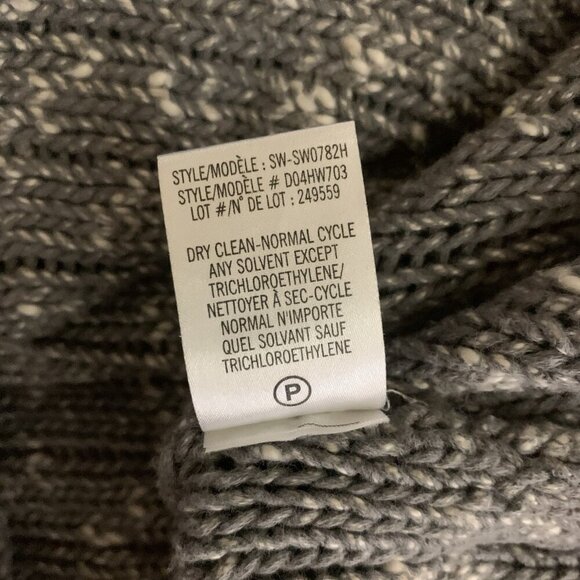 STYLE/MODÈLE : SW-SW0782H
STYLE/MODÈLE # D04HW703
LOT #/N° DE LOT : 249559
DRY CLEAN-NORMAL CYCLE
ANY SOLVENT EXCEPT
TRICHLOROETHYLENE/
NETTOYER À SEC-CYCLE
NORMAL N'IMPORTE
QUEL SOLVANT SAUF
TRICHLOROETHYLENE
P